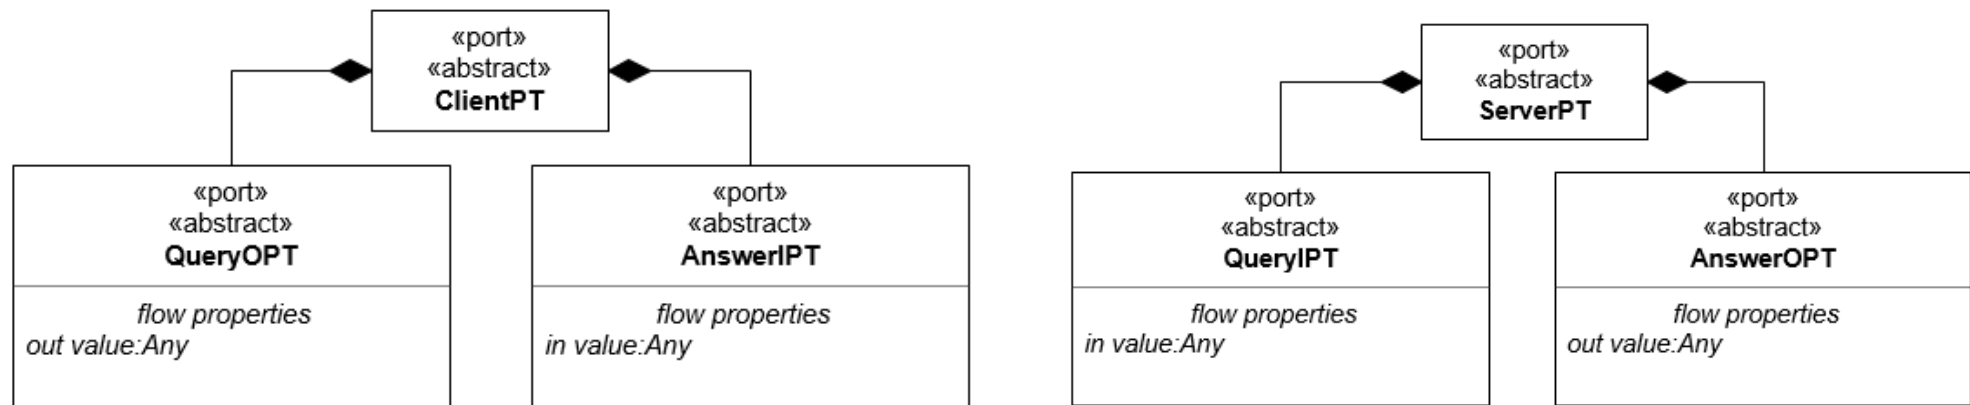 «port»
«abstract»
ClientPT
«port»
«abstract»
QueryOPT
flow properties
out value:Any
«port»
«abstract»
AnswerIPT
flow properties
in value:Any
«port»
«abstract»
ServerPT
«port»
«abstract»
QueryIPT
flow properties
in value:Any
«port»
«abstract»
AnswerOPT
flow properties
out value:Any